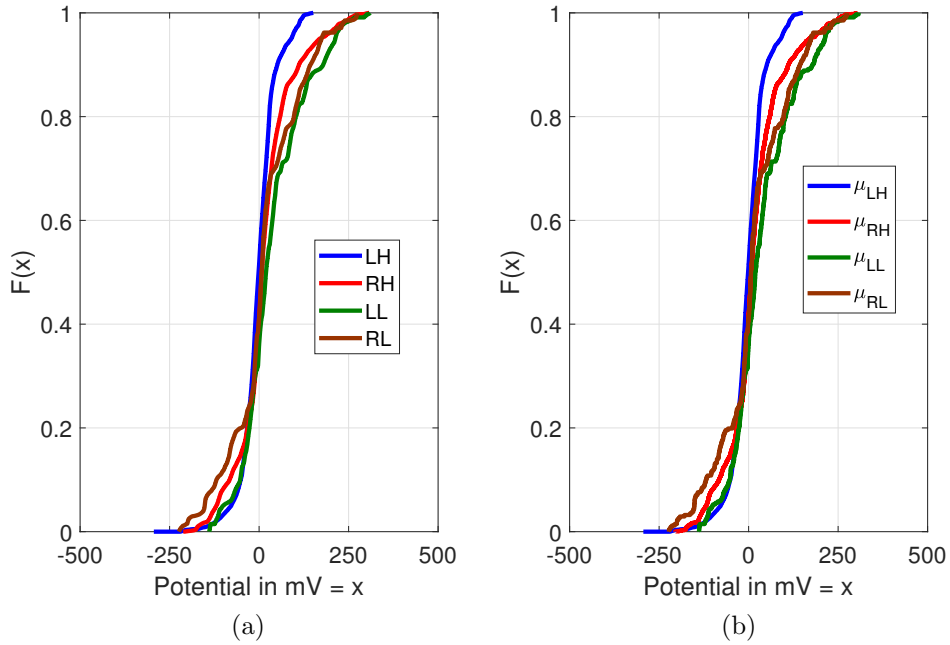 1
0.8
0.6
0.4
0.2
0
F(x)
-500 -250 0 250 500
Potential in mV = x
LH
RH
LL
RL
(a)
1
0.8
0.6
0.4
0.2
0
F(x)
-500 -250 0 250 500
Potential in mV = x
μLH
μRH
μLL
μRL
(b)